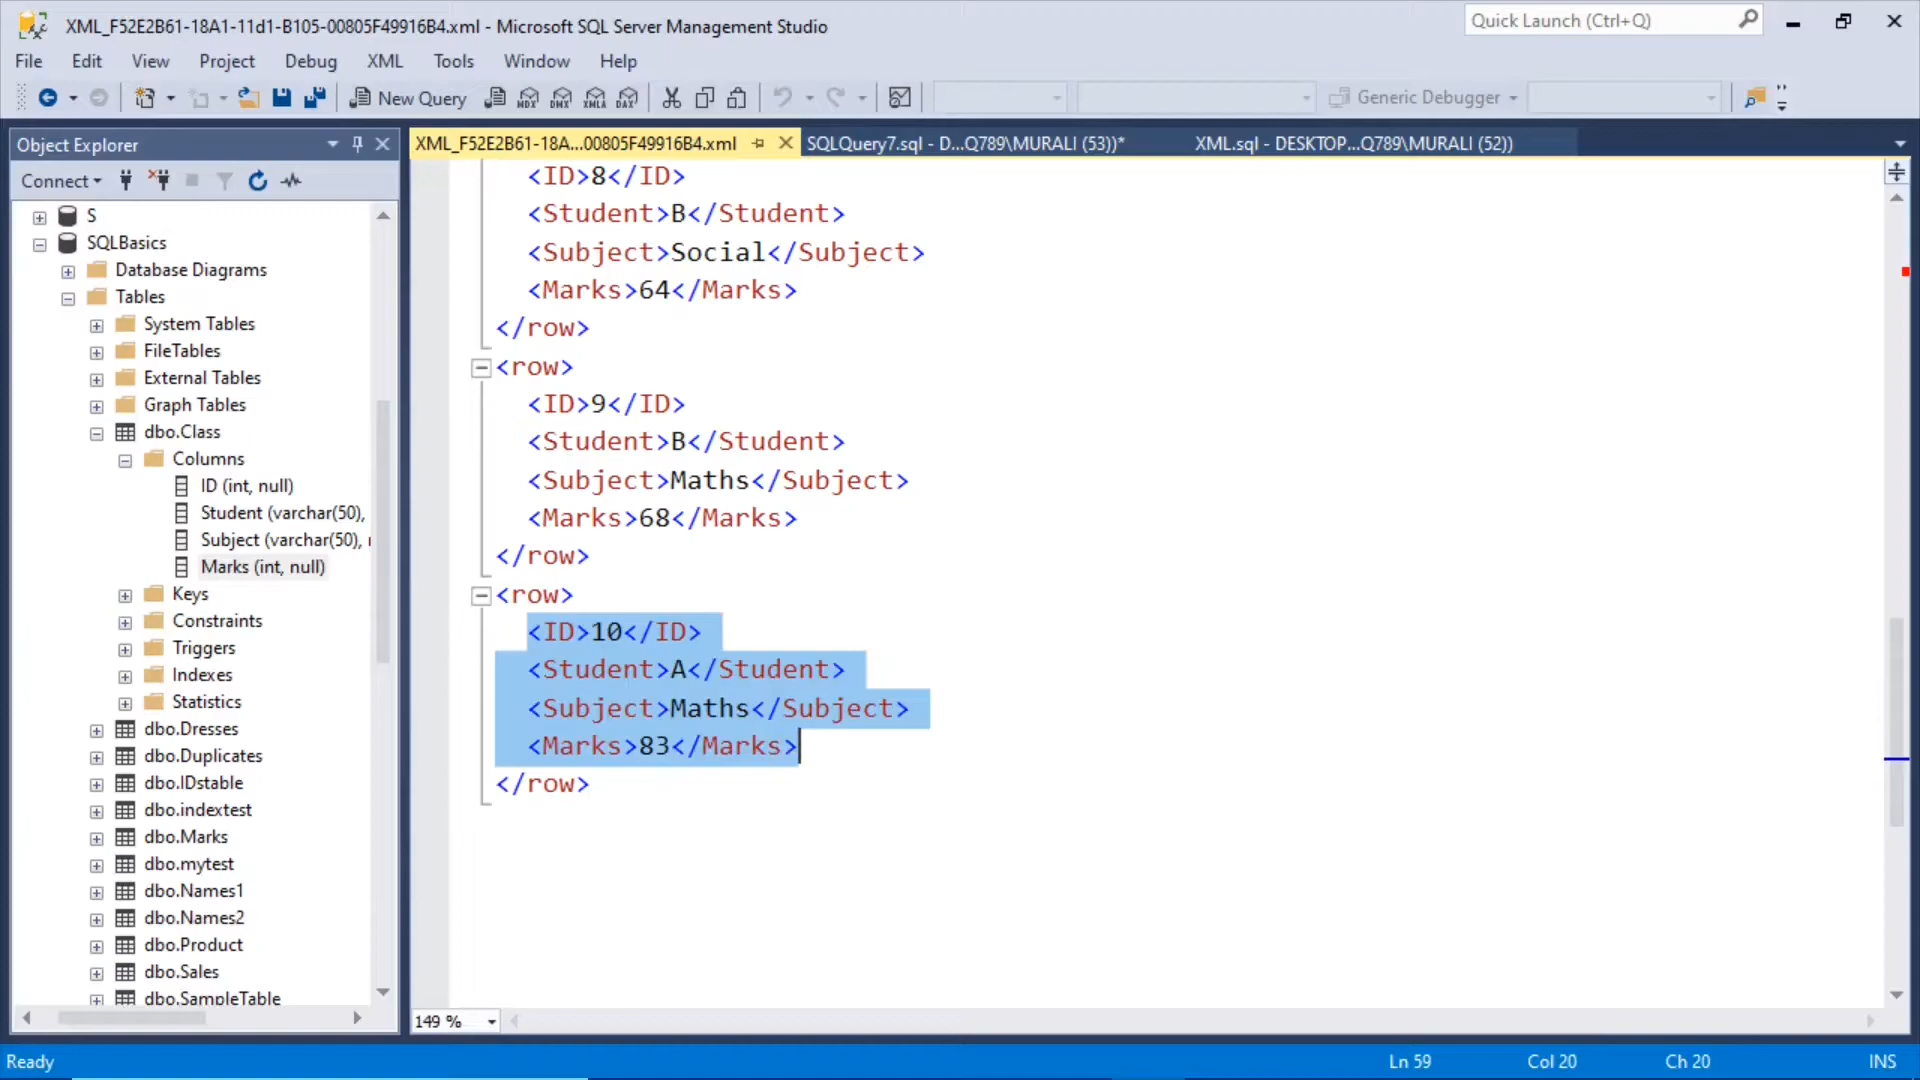 XML_F52E2B61-18A1-11d1-B105-00805F49916B4.xml - Microsoft SQL Server Management Studio
Quick Launch (Ctrl+Q)
File Edit View Project Debug XML Tools Window Help
New Query MDX DMX XMLA DAX Generic Debugger
Object Explorer
Connect
S
SQLBasics
Database Diagrams
Tables
System Tables
FileTables
External Tables
Graph Tables
dbo.Class
Columns
ID (int, null)
Student (varchar(50),
Subject (varchar(50), n
Marks (int, null)
Keys
Constraints
Triggers
Indexes
Statistics
dbo.Dresses
dbo.Duplicates
dbo.IDstable
dbo.indextest
dbo.Marks
dbo.mytest
dbo.Names1
dbo.Names2
dbo.Product
dbo.Sales
dbo.SampleTable
XML_F52E2B61-18A...00805F49916B4.xml SQLQuery7.sql - D...Q789\MURALI (53))* XML.sql - DESKTOP...Q789\MURALI (52))
<ID>8</ID>
<Student>B</Student>
<Subject>Social</Subject>
<Marks>64</Marks>
</row>
<row>
<ID>9</ID>
<Student>B</Student>
<Subject>Maths</Subject>
<Marks>68</Marks>
</row>
<row>
<ID>10</ID>
<Student>A</Student>
<Subject>Maths</Subject>
<Marks>83</Marks>
</row>
149 %
Ready Ln 59 Col 20 Ch 20 INS